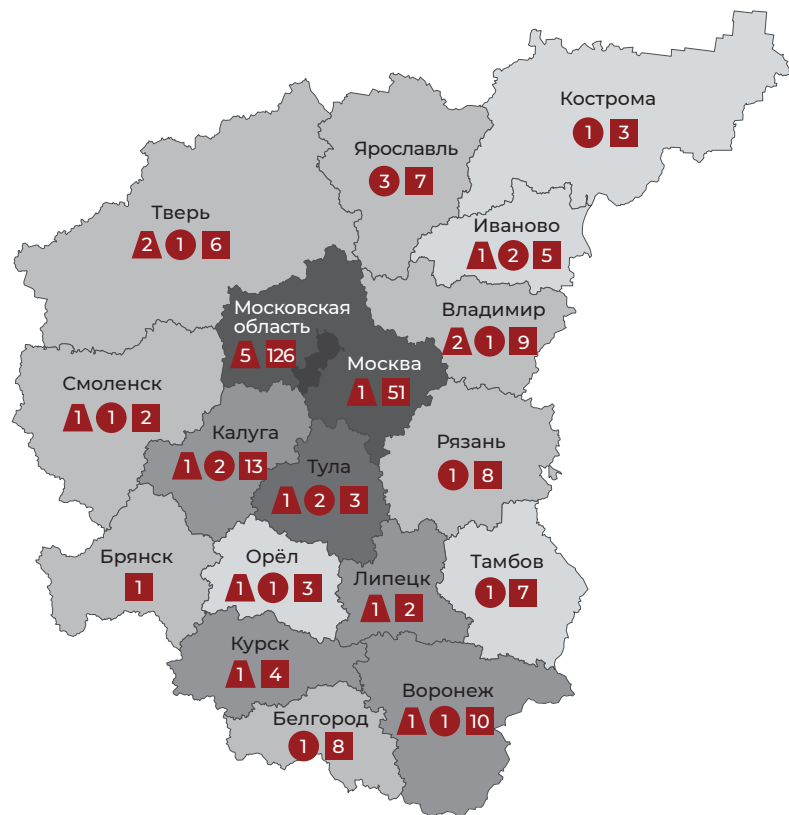 Кострома
1 3
Ярославль
3 7
Тверь
2 1 6
Иваново
1 2 5
Московская
область
5 126
Владимир
2 1 9
Москва
1 51
Смоленск
1 1 2
Калуга
1 2 13
Рязань
1 8
Тула
1 2 3
Брянск
1
Орёл
1 1 3
Липецк
1 2
Тамбов
1 7
Курск
1 4
Воронеж
1 1 10
Белгород
1 8